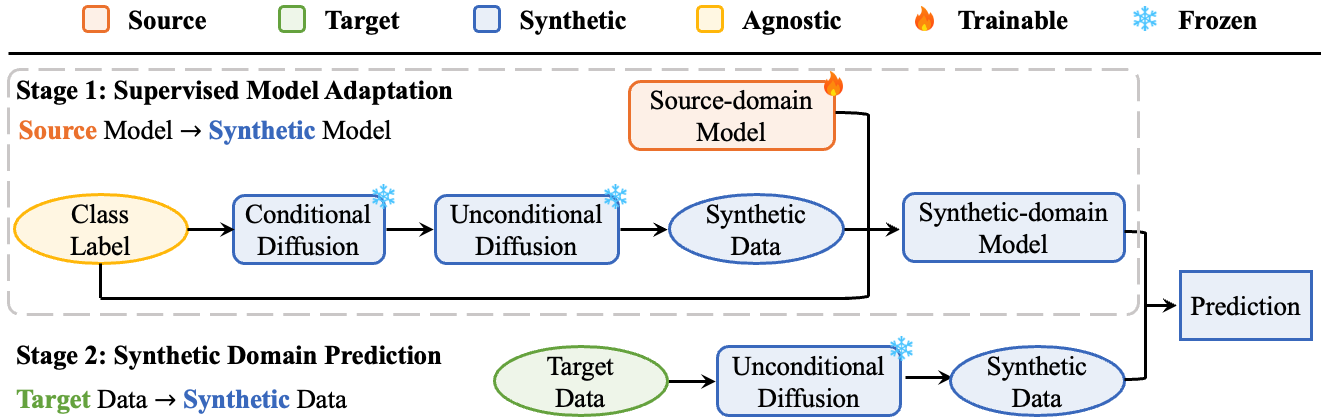 Source Target Synthetic Agnostic Trainable Frozen
Stage 1: Supervised Model Adaptation
Source Model → Synthetic Model
Source-domain
Model
Class
Label
Conditional
Diffusion
Unconditional
Diffusion
Synthetic
Data
Synthetic-domain
Model
Prediction
Stage 2: Synthetic Domain Prediction
Target Data → Synthetic Data
Target
Data
Unconditional
Diffusion
Synthetic
Data